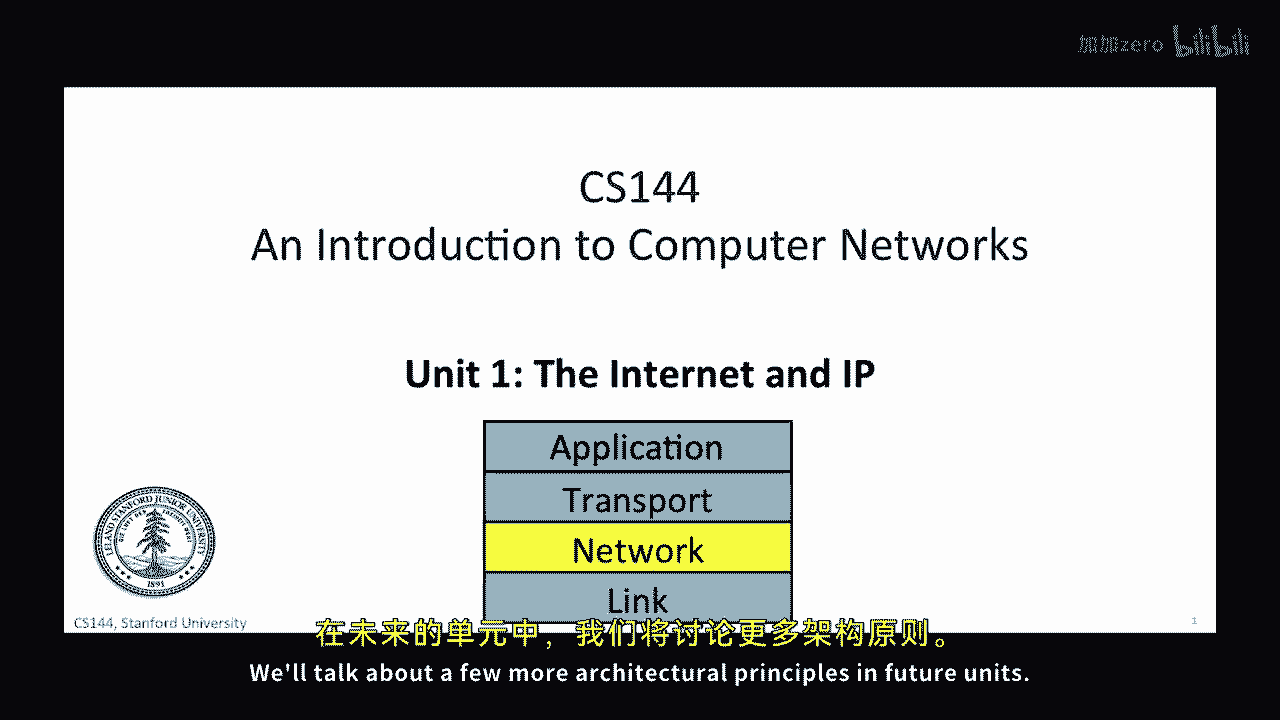 加加zero bilibili
CS144
An Introduction to Computer Networks
Unit 1: The Internet and IP
Application
Transport
Network
Link
LELAND STANFORD JUNIOR UNIVERSITY
1891
CS144, Stanford University
1
在未来的单元中，我们将讨论更多架构原则。
We'll talk about a few more architectural principles in future units.